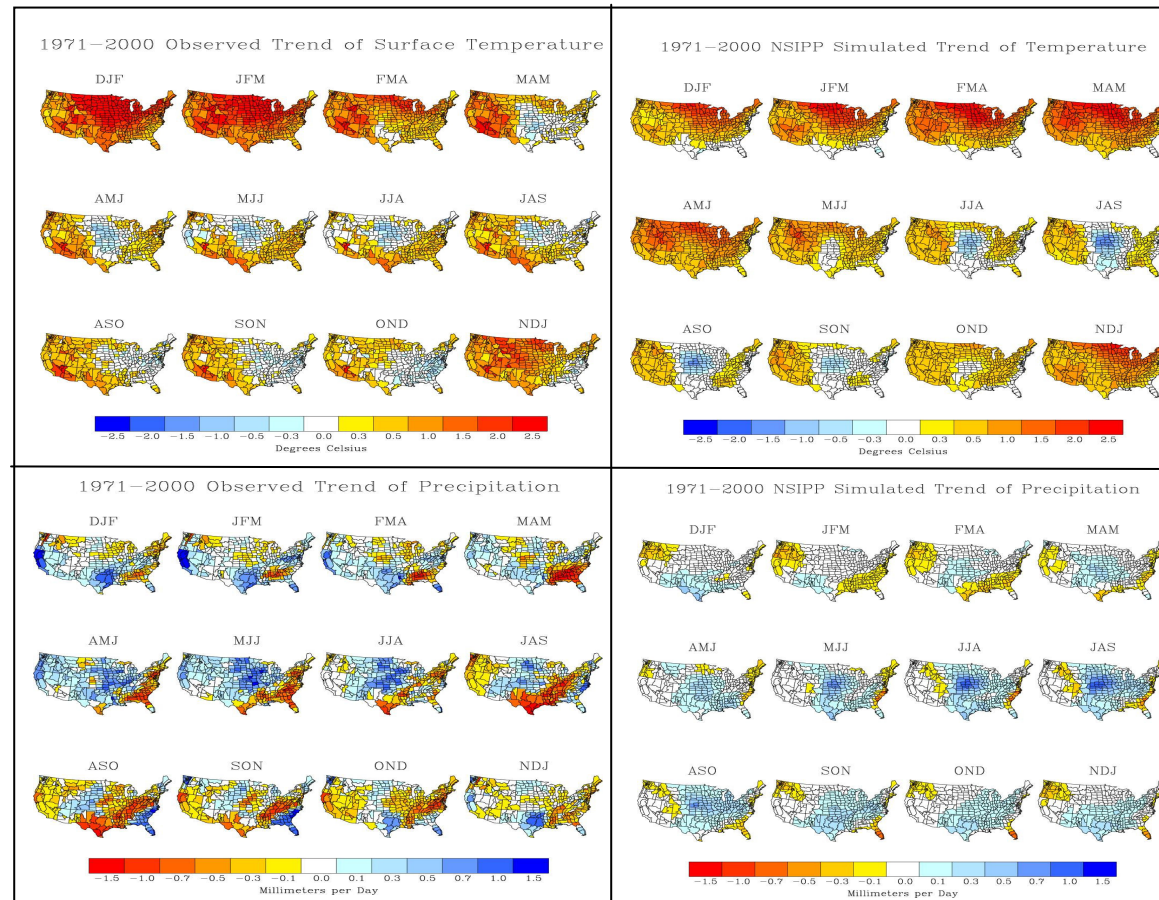 1971−2000 Observed Trend of Surface Temperature
DJF JFM FMA MAM
AMJ MJJ JJA JAS
ASO SON OND NDJ
−2.5 −2.0 −1.5 −1.0 −0.5 −0.3 0.0 0.3 0.5 1.0 1.5 2.0 2.5
Degrees Celsius
1971−2000 NSIPP Simulated Trend of Temperature
DJF JFM FMA MAM
AMJ MJJ JJA JAS
ASO SON OND NDJ
−2.5 −2.0 −1.5 −1.0 −0.5 −0.3 0.0 0.3 0.5 1.0 1.5 2.0 2.5
Degrees Celsius
1971−2000 Observed Trend of Precipitation
DJF JFM FMA MAM
AMJ MJJ JJA JAS
ASO SON OND NDJ
−1.5 −1.0 −0.7 −0.5 −0.3 −0.1 0.0 0.1 0.3 0.5 0.7 1.0 1.5
Millimeters per Day
1971−2000 NSIPP Simulated Trend of Precipitation
DJF JFM FMA MAM
AMJ MJJ JJA JAS
ASO SON OND NDJ
−1.5 −1.0 −0.7 −0.5 −0.3 −0.1 0.0 0.1 0.3 0.5 0.7 1.0 1.5
Millimeters per Day